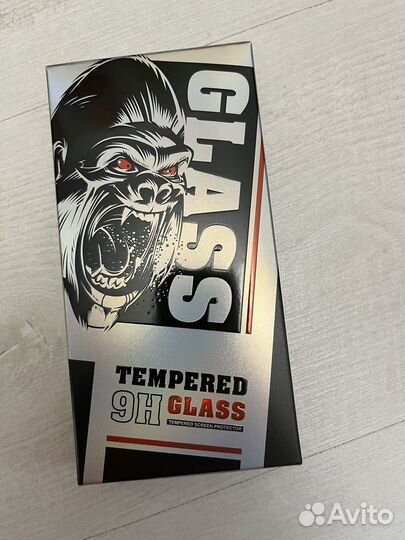 GLASS
TEMPERED
9H GLASS
TEMPERED SCREEN PROTECTOR
Avito